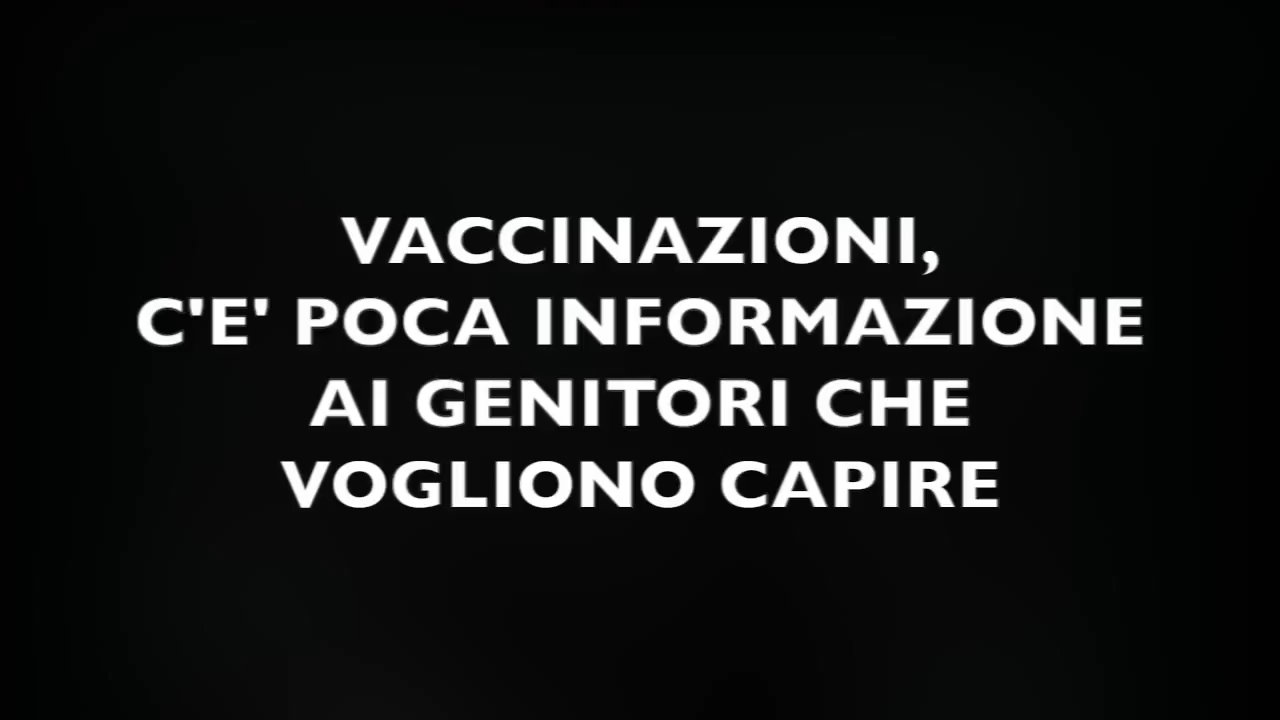 VACCINAZIONI,
C'E' POCA INFORMAZIONE
AI GENITORI CHE
VOGLIONO CAPIRE